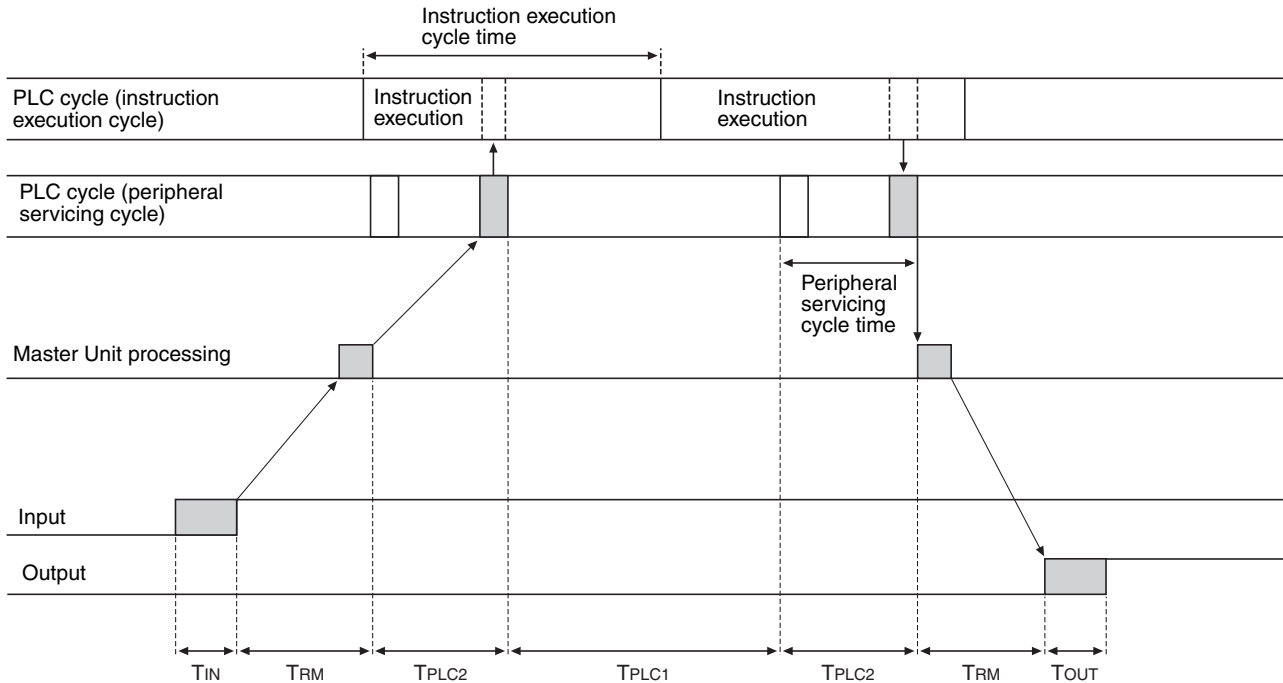 Instruction execution
cycle time
PLC cycle (instruction
execution cycle)
Instruction
execution
Instruction
execution
PLC cycle (peripheral
servicing cycle)
Peripheral
servicing
cycle time
Master Unit processing
Input
Output
TIN TRM TPLC2 TPLC1 TPLC2 TRM TOUT